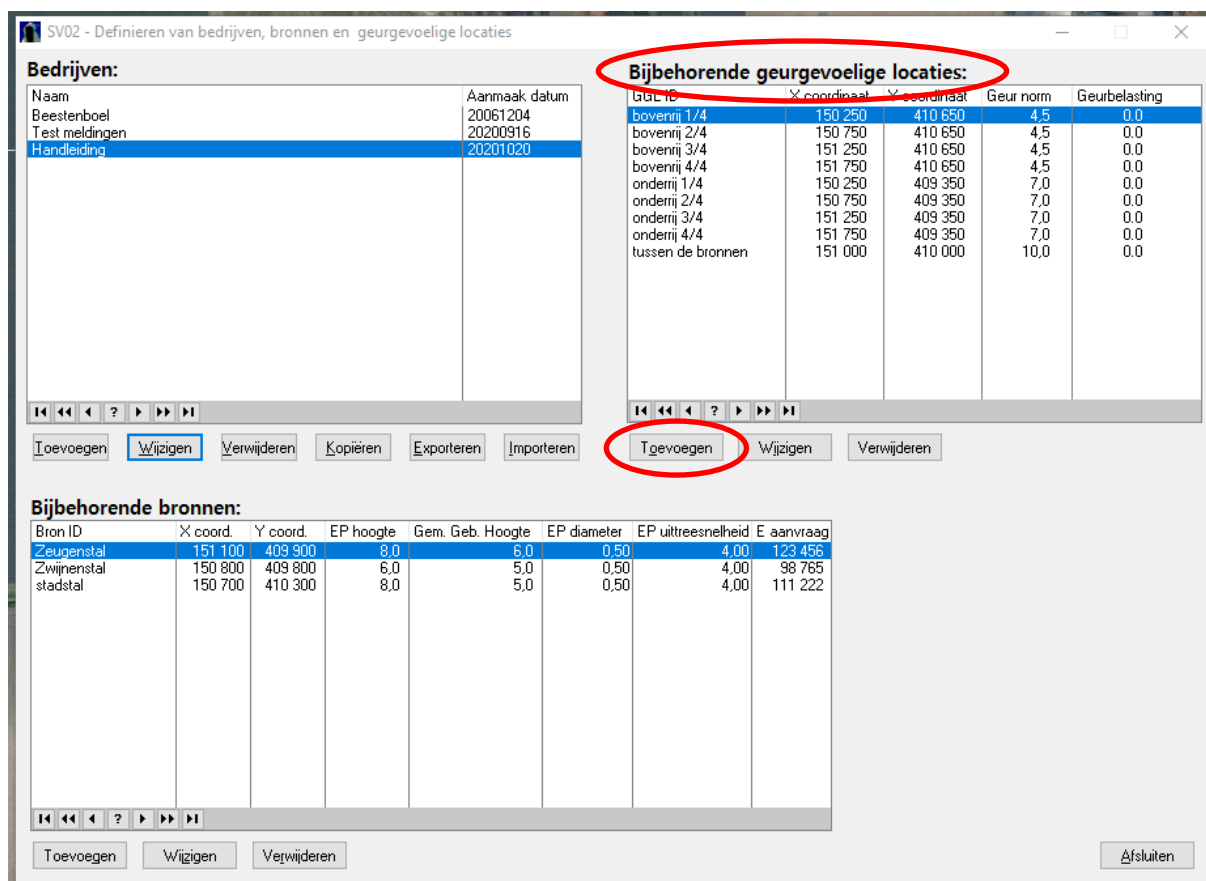 SV02 - Definieren van bedrijven, bronnen en geurgevoelige locaties
Bedrijven:
Naam Aanmaak datum
Beestenboel 20061204
Test meldingen 20200916
Handleiding 20201020
?
Toevoegen Wijzigen Verwijderen Kopiëren Exporteren Importeren
Bijbehorende geurgevoelige locaties:
GGL ID X coordinaat Y coordinaat Geur norm Geurbelasting
bovenrij 1/4 150 250 410 650 4,5 0.0
bovenrij 2/4 150 750 410 650 4,5 0.0
bovenrij 3/4 151 250 410 650 4,5 0.0
bovenrij 4/4 151 750 410 650 4,5 0.0
onderrij 1/4 150 250 409 350 7,0 0.0
onderrij 2/4 150 750 409 350 7,0 0.0
onderrij 3/4 151 250 409 350 7,0 0.0
onderrij 4/4 151 750 409 350 7,0 0.0
tussen de bronnen 151 000 410 000 10,0 0.0
?
Toevoegen Wijzigen Verwijderen
Bijbehorende bronnen:
Bron ID X coord. Y coord. EP hoogte Gem. Geb. Hoogte EP diameter EP uittreesnelheid E aanvraag
Zeugenstal 151 100 409 900 8,0 6,0 0,50 4,00 123 456
Zwijnenstal 150 800 409 800 6,0 5,0 0,50 4,00 98 765
stadstal 150 700 410 300 8,0 5,0 0,50 4,00 111 222
?
Toevoegen Wijzigen Verwijderen
Afsluiten